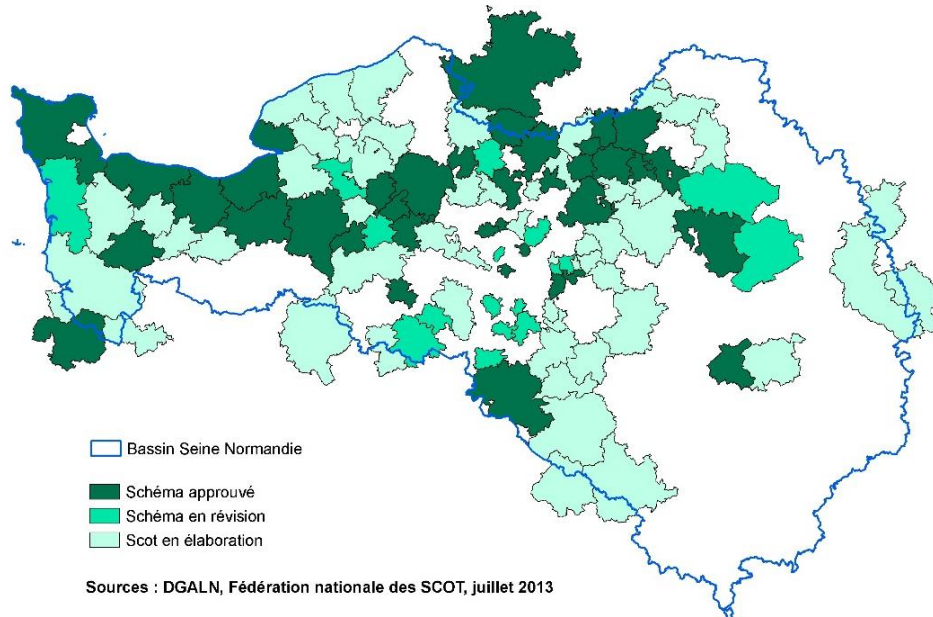 Bassin Seine Normandie
Schéma approuvé
Schéma en révision
Scot en élaboration
Sources : DGALN, Fédération nationale des SCOT, juillet 2013